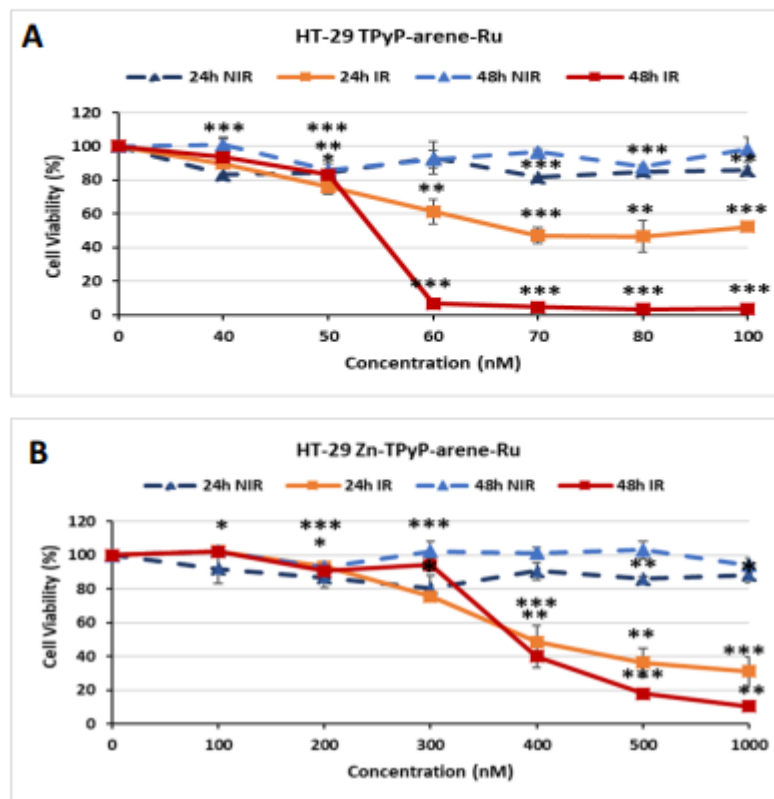 A
HT-29 TPyP-arene-Ru
24h NIR 24h IR 48h NIR 48h IR
120
100
80
60
40
20
0
Cell Viability (%)
*** *** ** * *** *** **
** *** ** ***
*** *** *** ***
0 40 50 60 70 80 100
Concentration (nM)
B
HT-29 Zn-TPyP-arene-Ru
24h NIR 24h IR 48h NIR 48h IR
120
100
80
60
40
20
0
Cell Viability (%)
* *** * *** * ** *
*** ** ** ***
*** **
0 100 200 300 400 500 1000
Concentration (nM)